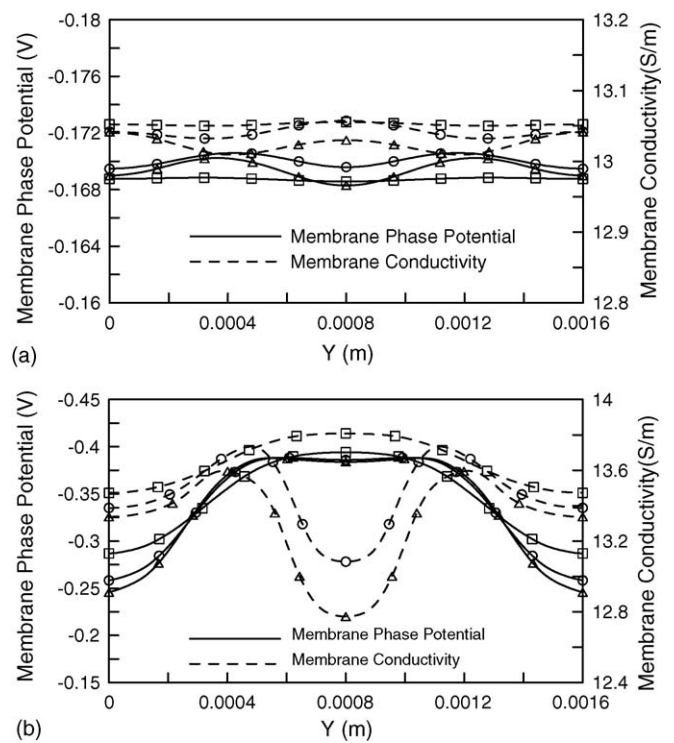 -0.18
-0.176
-0.172
-0.168
-0.164
-0.16
Membrane Phase Potential (V)
13.2
13.1
13
12.9
12.8
Membrane Conductivity(S/m)
Membrane Phase Potential
Membrane Conductivity
0
0.0004
0.0008
0.0012
0.0016
Y (m)
(a)
-0.45
-0.4
-0.35
-0.3
-0.25
-0.2
-0.15
Membrane Phase Potential (V)
14
13.6
13.2
12.8
12.4
Membrane Conductivity(S/m)
Membrane Phase Potential
Membrane Conductivity
0
0.0004
0.0008
0.0012
0.0016
Y (m)
(b)